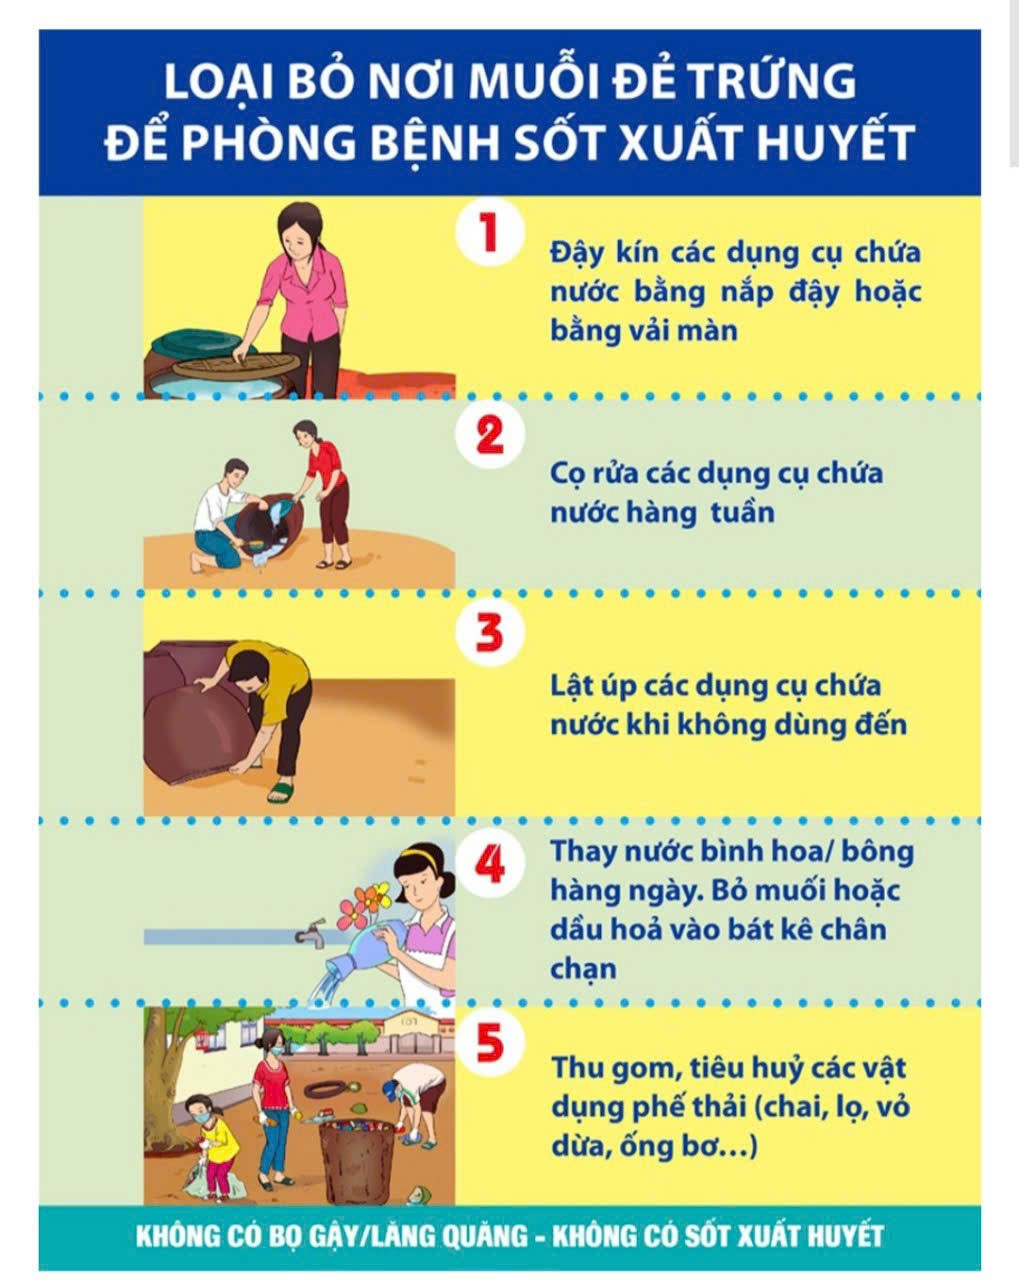 LOẠI BỎ NƠI MUỖI ĐẺ TRỨNG
ĐỂ PHÒNG BỆNH SỐT XUẤT HUYẾT
1
Đậy kín các dụng cụ chứa
nước bằng nắp đậy hoặc
bằng vải màn
2
Cọ rửa các dụng cụ chứa
nước hàng tuần
3
Lật úp các dụng cụ chứa
nước khi không dùng đến
4
Thay nước bình hoa/ bông
hàng ngày. Bỏ muối hoặc
dầu hoả vào bát kê chân
chạn
5
Thu gom, tiêu huỷ các vật
dụng phế thải (chai, lọ, vỏ
dừa, ống bơ...)
KHÔNG CÓ BỌ GẬY/LĂNG QUĂNG - KHÔNG CÓ SỐT XUẤT HUYẾT